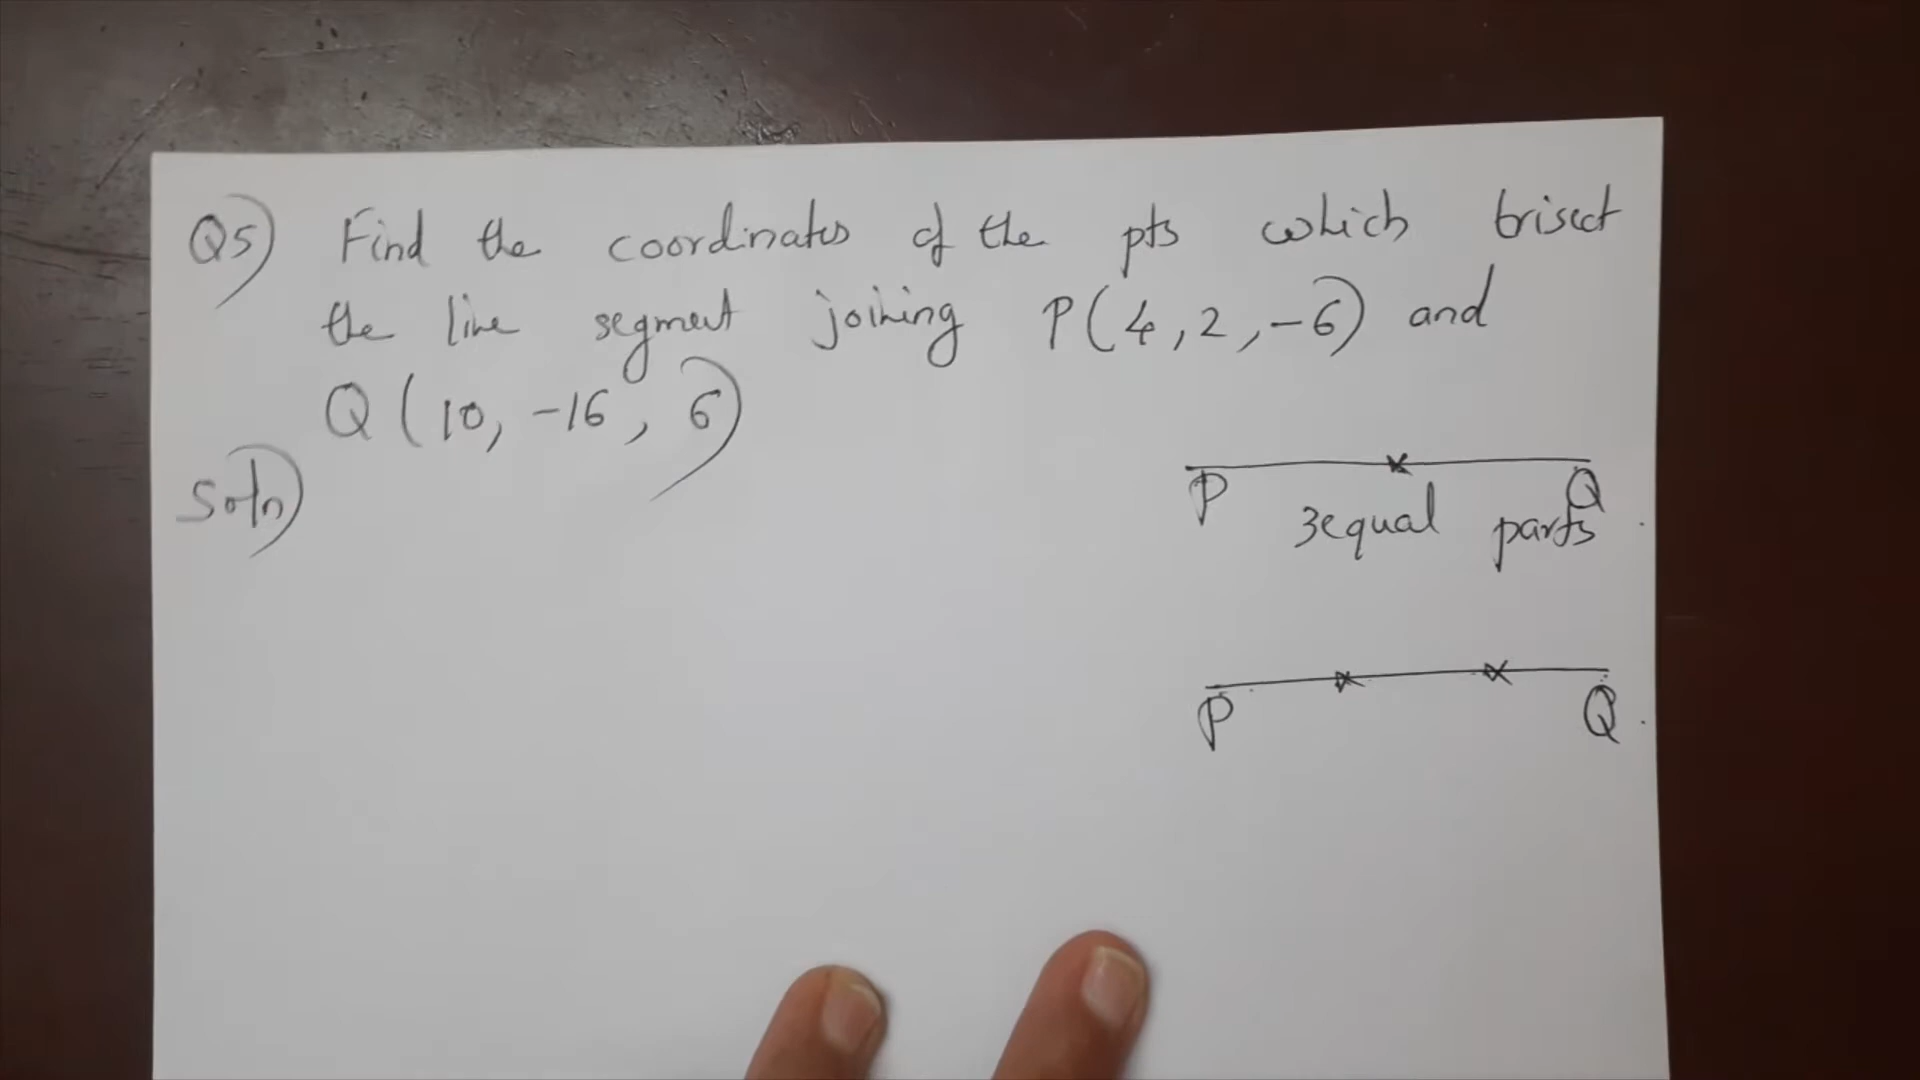 Q5) Find the coordinates of the pts which trisect
the line segment joining P(4,2,-6) and
Q(10,-16,6)
Soln)
P Q
3equal parts
P Q